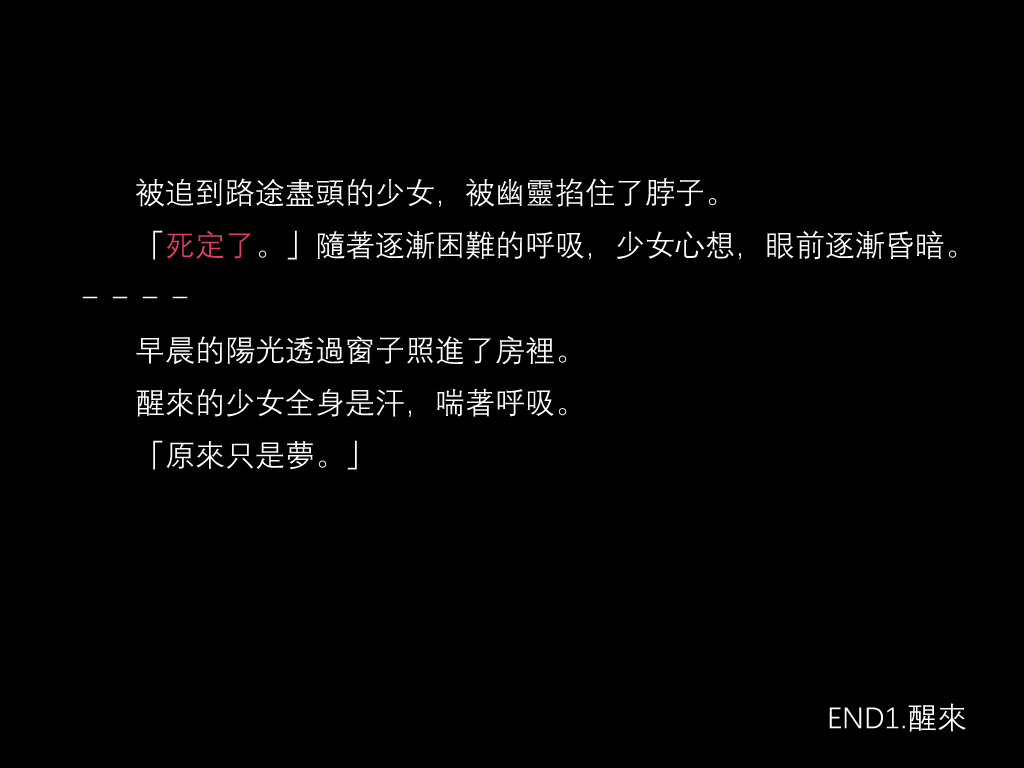 被追到路途盡頭的少女，被幽靈掐住了脖子。
「死定了。」隨著逐漸困難的呼吸，少女心想，眼前逐漸昏暗。
－－－－
早晨的陽光透過窗子照進了房裡。
醒來的少女全身是汗，喘著呼吸。
「原來只是夢。」
END1.醒來